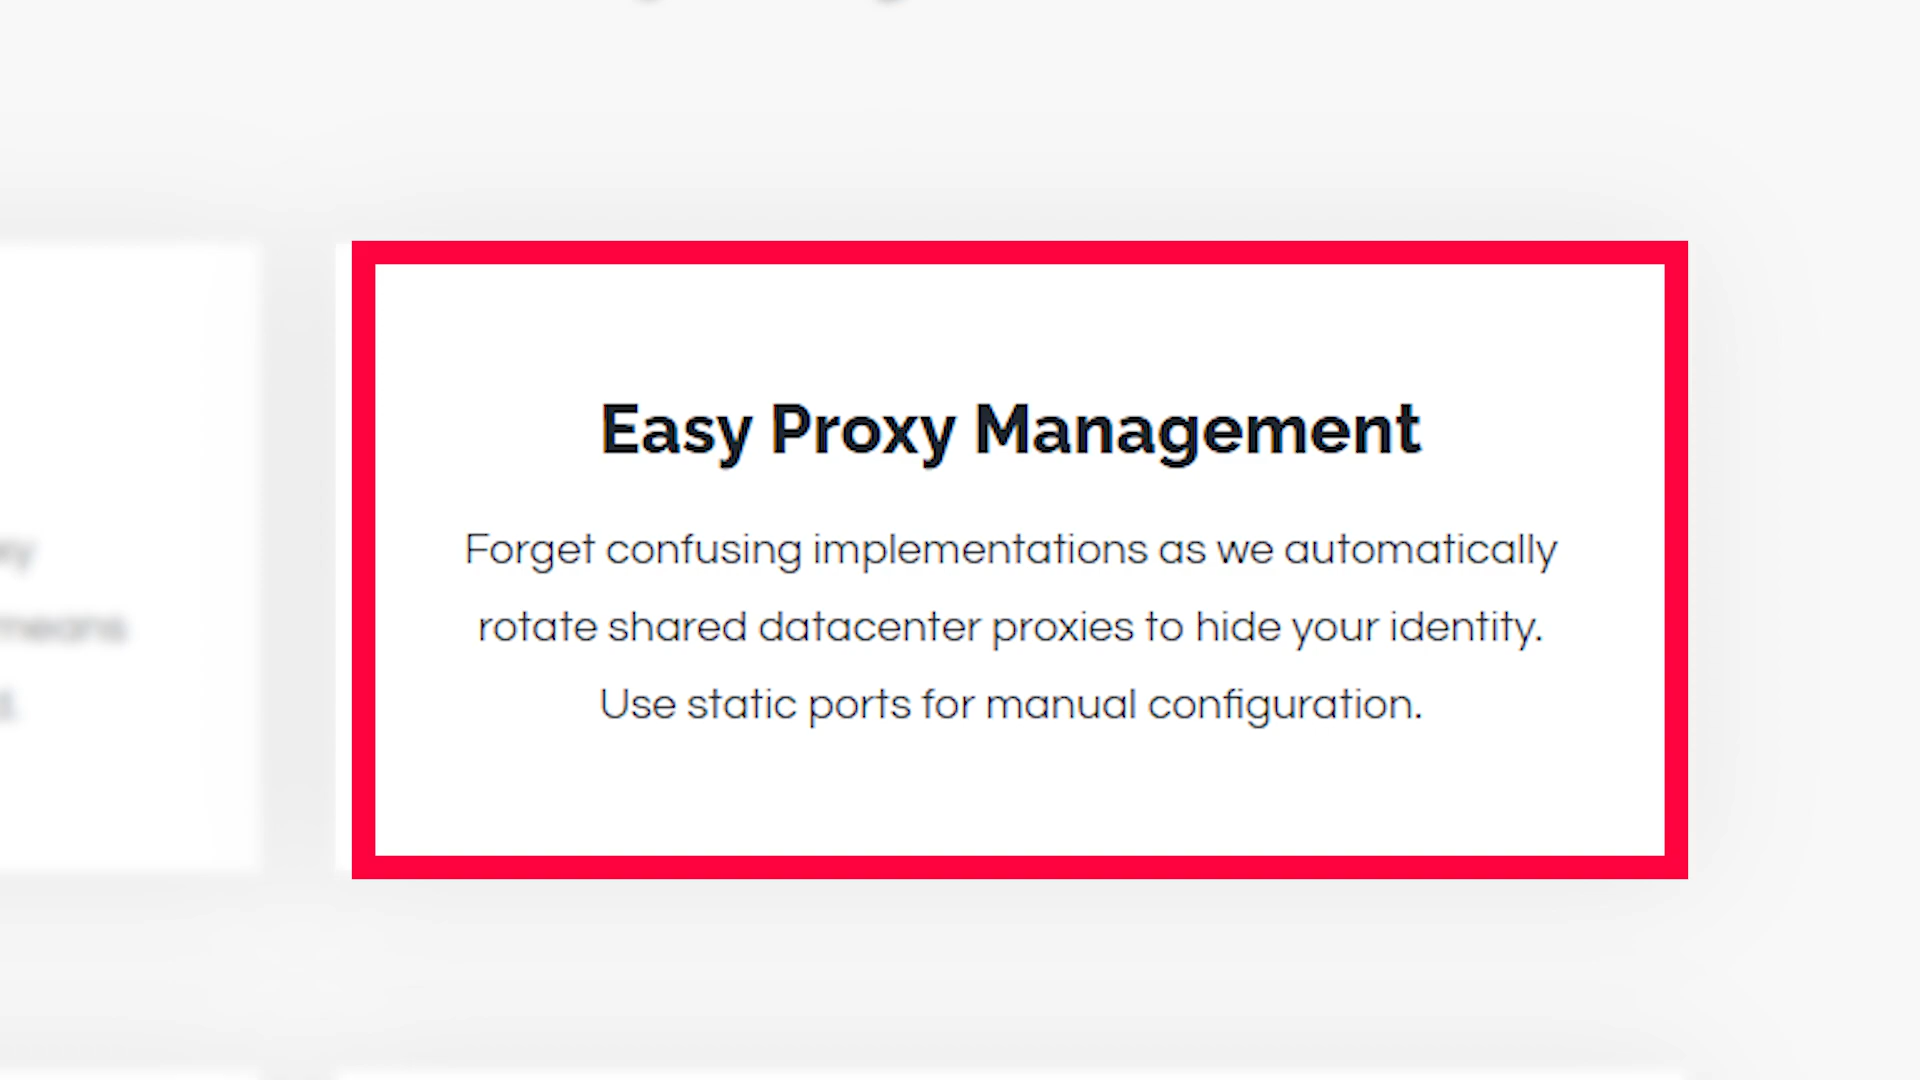 Easy Proxy Management
Forget confusing implementations as we automatically
rotate shared datacenter proxies to hide your identity.
Use static ports for manual configuration.
means